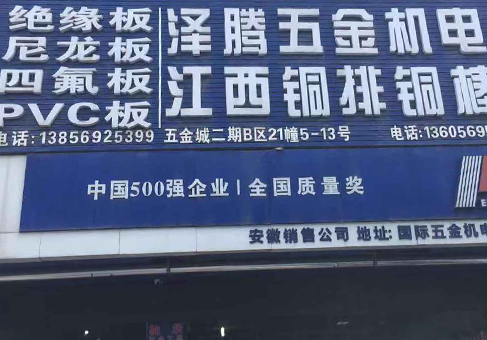 绝缘板
尼龙板
四氟板
PVC板
泽腾五金机电
江西铜排铜棒
电话:13856925399 五金城二期B区21幢5-13号 电话:1360569
中国500强企业 | 全国质量奖
安徽销售公司 地址: 国际五金机电